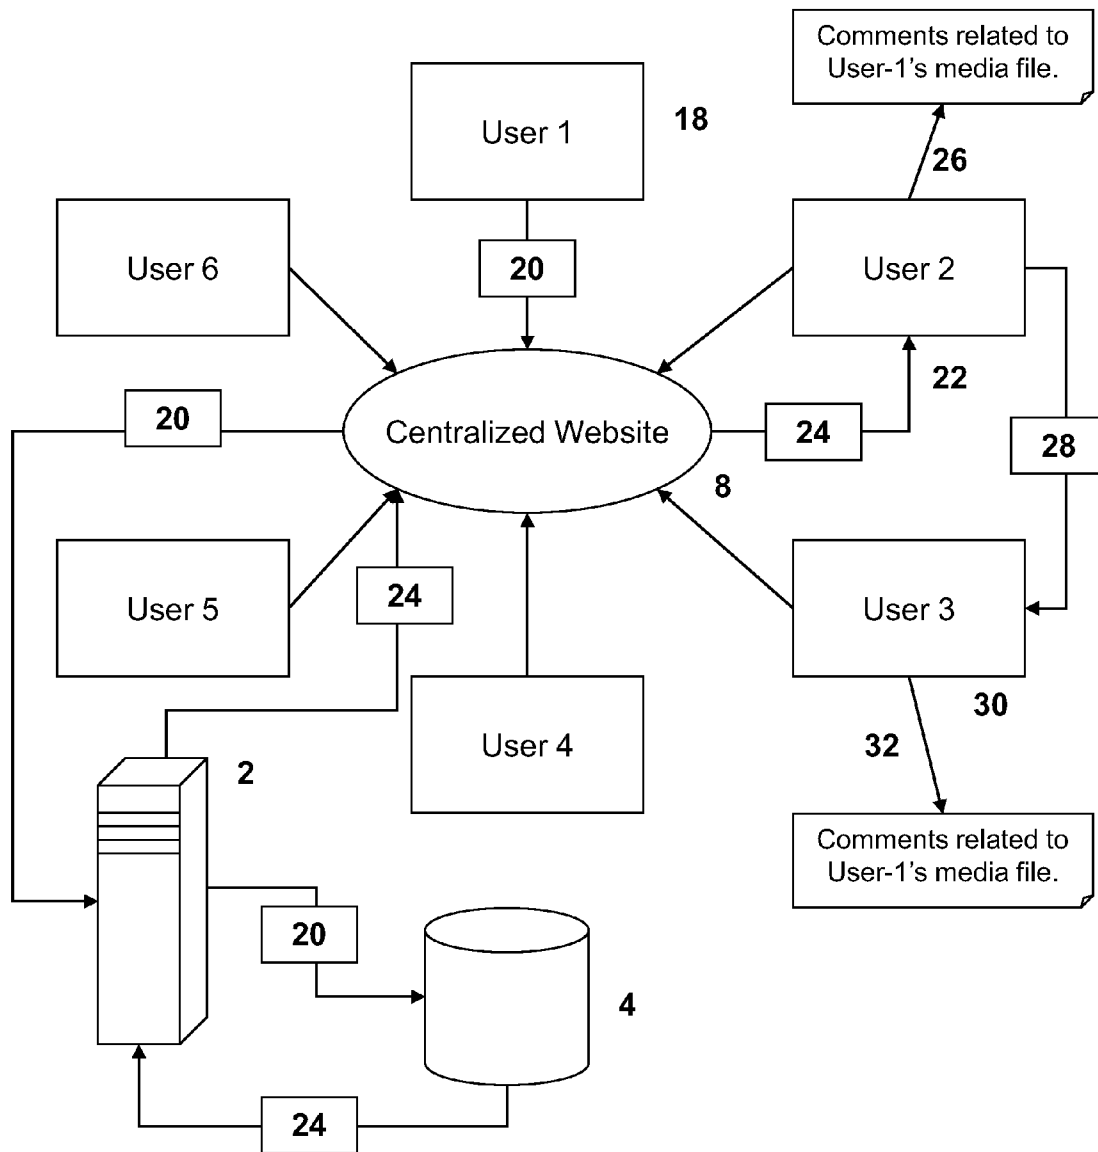 Comments related to
User-1's media file.
User 1
18
26
User 6
20
User 2
22
20
Centralized Website
24
28
8
User 5
24
User 3
30
User 4
32
2
Comments related to
User-1's media file.
20
4
24